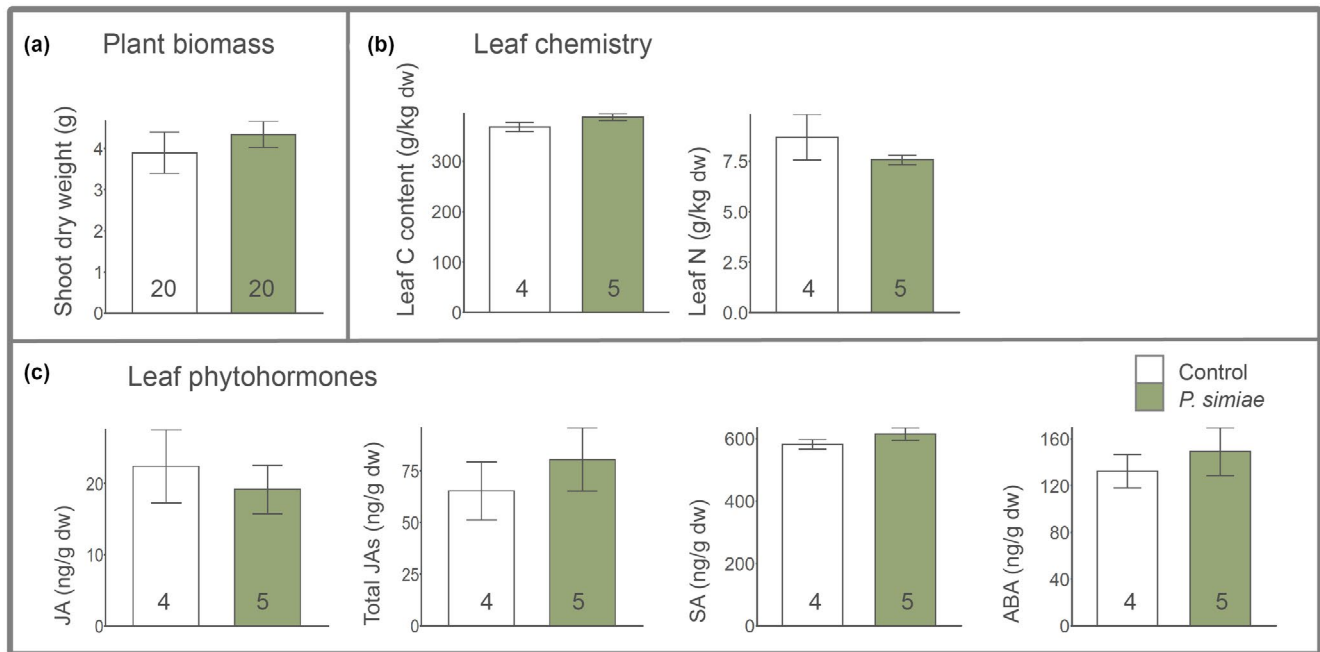 (a)
Plant biomass
Shoot dry weight (g)
4
3
2
1
0
20
20
(b)
Leaf chemistry
Leaf C content (g/kg dw)
300
200
100
0
4
5
Leaf N (g/kg dw)
7.5
5.0
2.5
0.0
4
5
(c)
Leaf phytohormones
Control
P. simiae
JA (ng/g dw)
20
10
0
4
5
Total JAs (ng/g dw)
75
50
75
0
4
5
SA (ng/g dw)
600
400
600
0
4
5
ABA (ng/g dw)
160
120
80
40
0
4
5